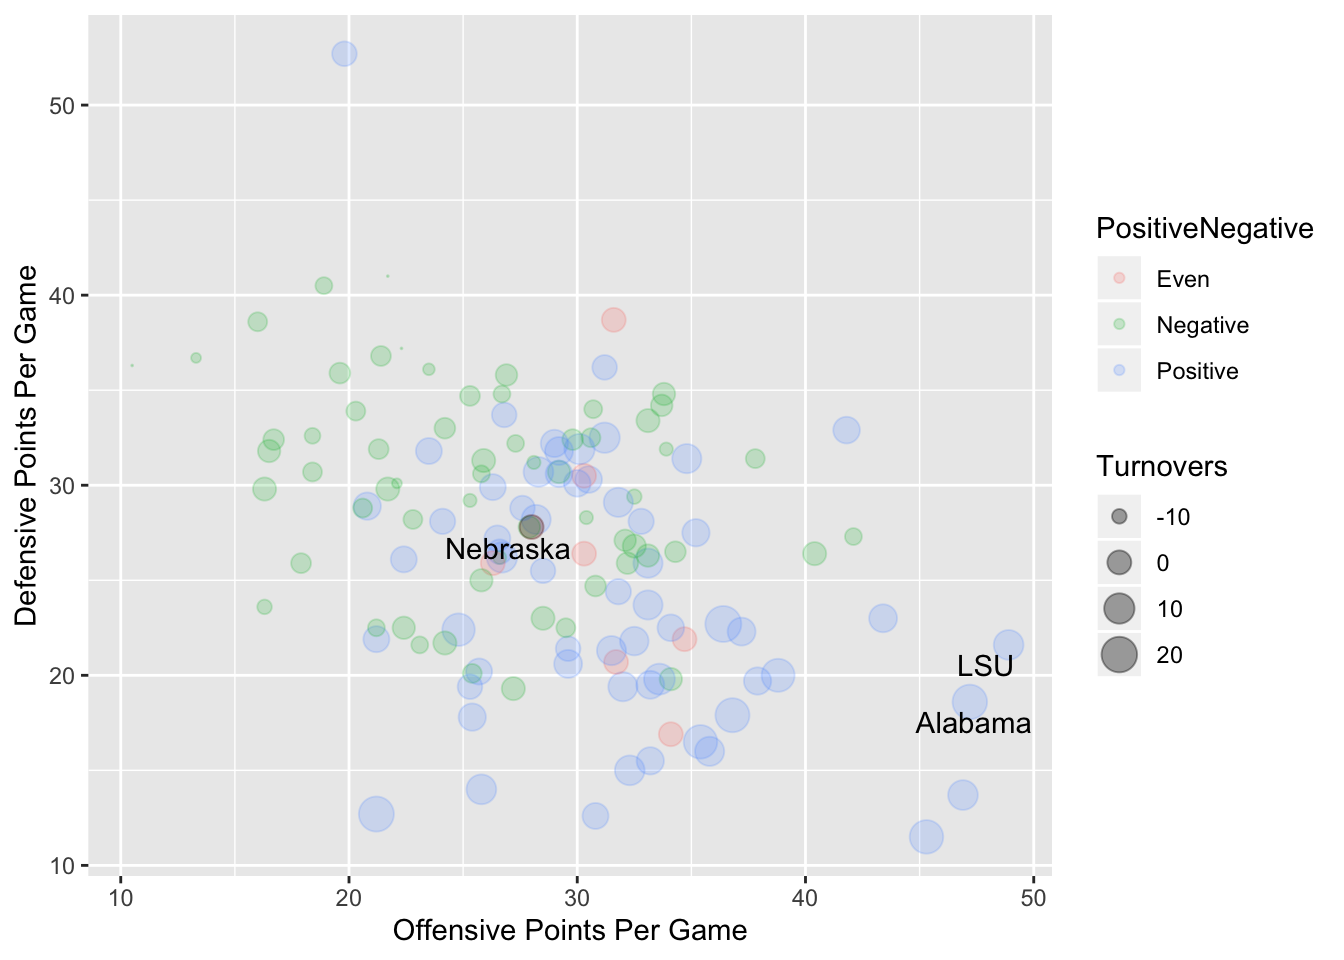 50
40
30
20
10
Defensive Points Per Game
Nebraska
LSU
Alabama
10
20
30
40
50
Offensive Points Per Game
PositiveNegative
Even
Negative
Positive
Turnovers
-10
0
10
20